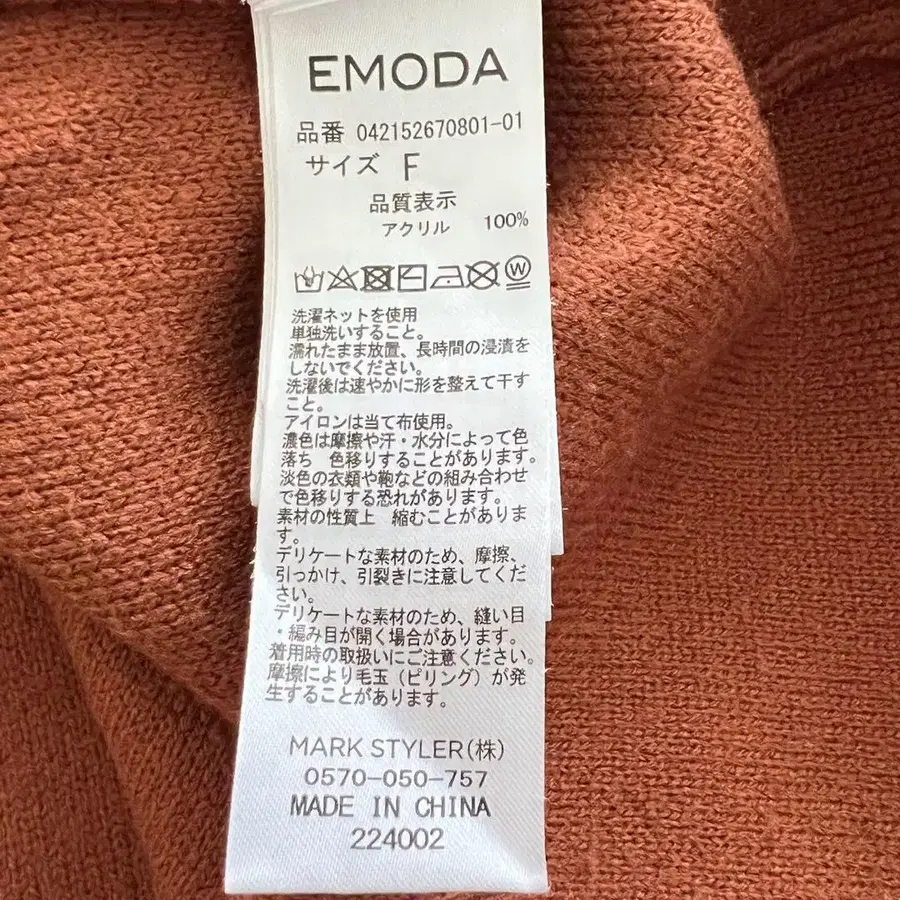 EMODA
品番 042152670801-01
サイズ F
品質表示
アクリル 100%
洗濯ネットを使用
単独洗いすること。
濡れたまま放置、長時間の浸漬を
しないでください。
洗濯後は速やかに形を整えて干す
こと。
アイロンは当て布使用。
濃色は摩擦や汗・水分によって色
落ち 色移りすることがあります。
淡色の衣類や鞄などの組み合わせ
で色移りする恐れがあります。
素材の性質上 縮むことがありま
す。
デリケートな素材のため、摩擦、
引っかけ、引裂きに注意してくだ
さい。
デリケートな素材のため、縫い目
・編み目が開く場合があります。
着用時の取扱いにご注意ください。
摩擦により毛玉（ピリング）が発
生することがあります。
MARK STYLER(株)
0570-050-757
MADE IN CHINA
224002